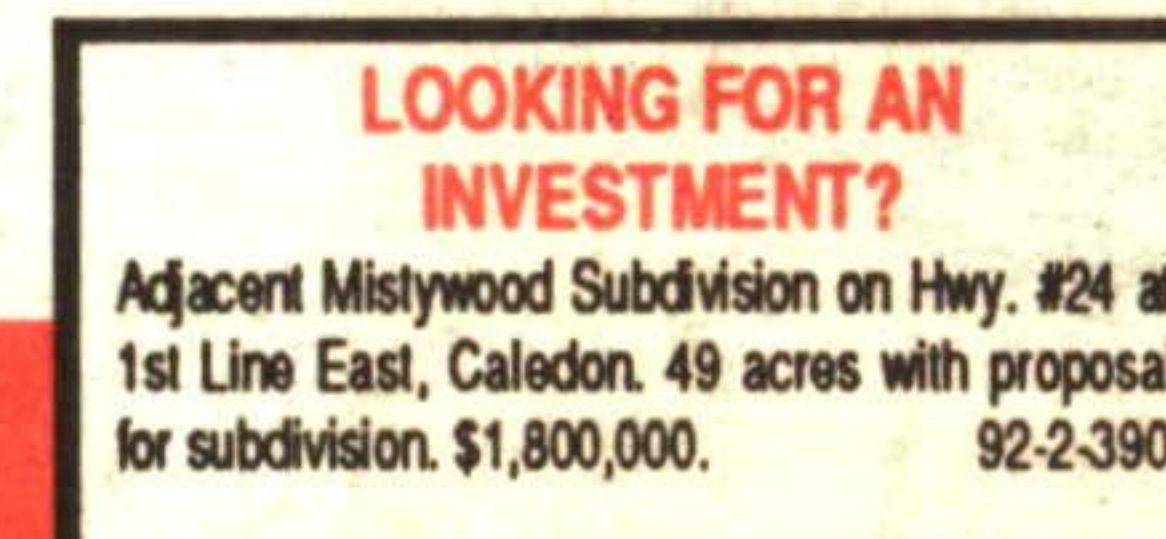 LOOKING FOR AN
INVESTMENT?
Adjacent Mistywood Subdivision on Hwy. #24 at
1st Line East, Caledon. 49 acres with proposal
for subdivision. $1,800,000. 92-2-390